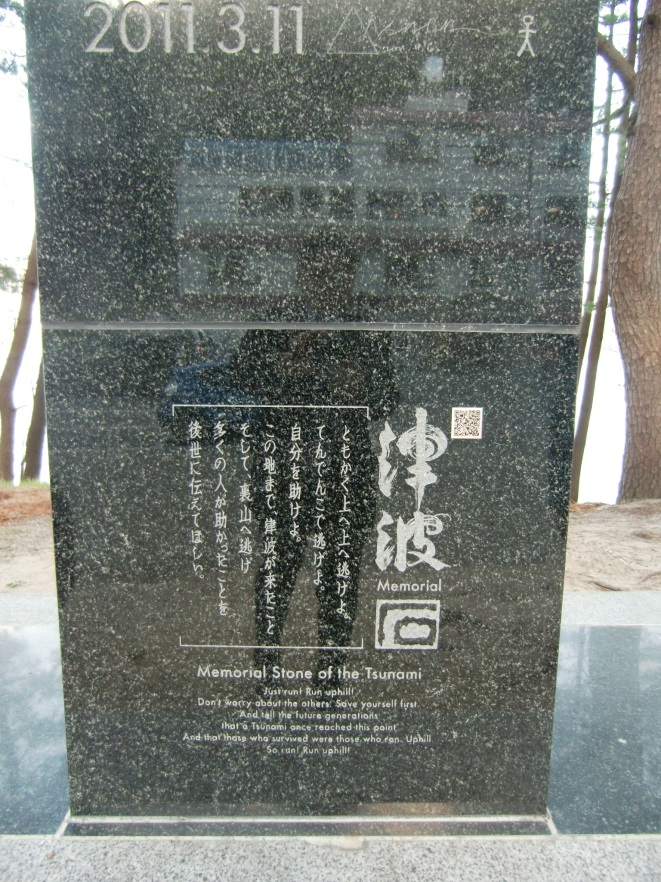 2011.3.11
津波
Memorial
石
ともかく上へ上へ逃げよ。
てんでんこで逃げよ。
自分を助けよ。
この地まで、津波が来たこと
そして、裏山へ逃げ
多くの人が助かったことを
後世に伝えてほしい。
Memorial Stone of the Tsunami
Just run! Run uphill!
Don't worry about the others. Save yourself first.
And tell the future generations
that a Tsunami once reached this point
And that those who survived were those who ran. Uphill.
So run! Run uphill!